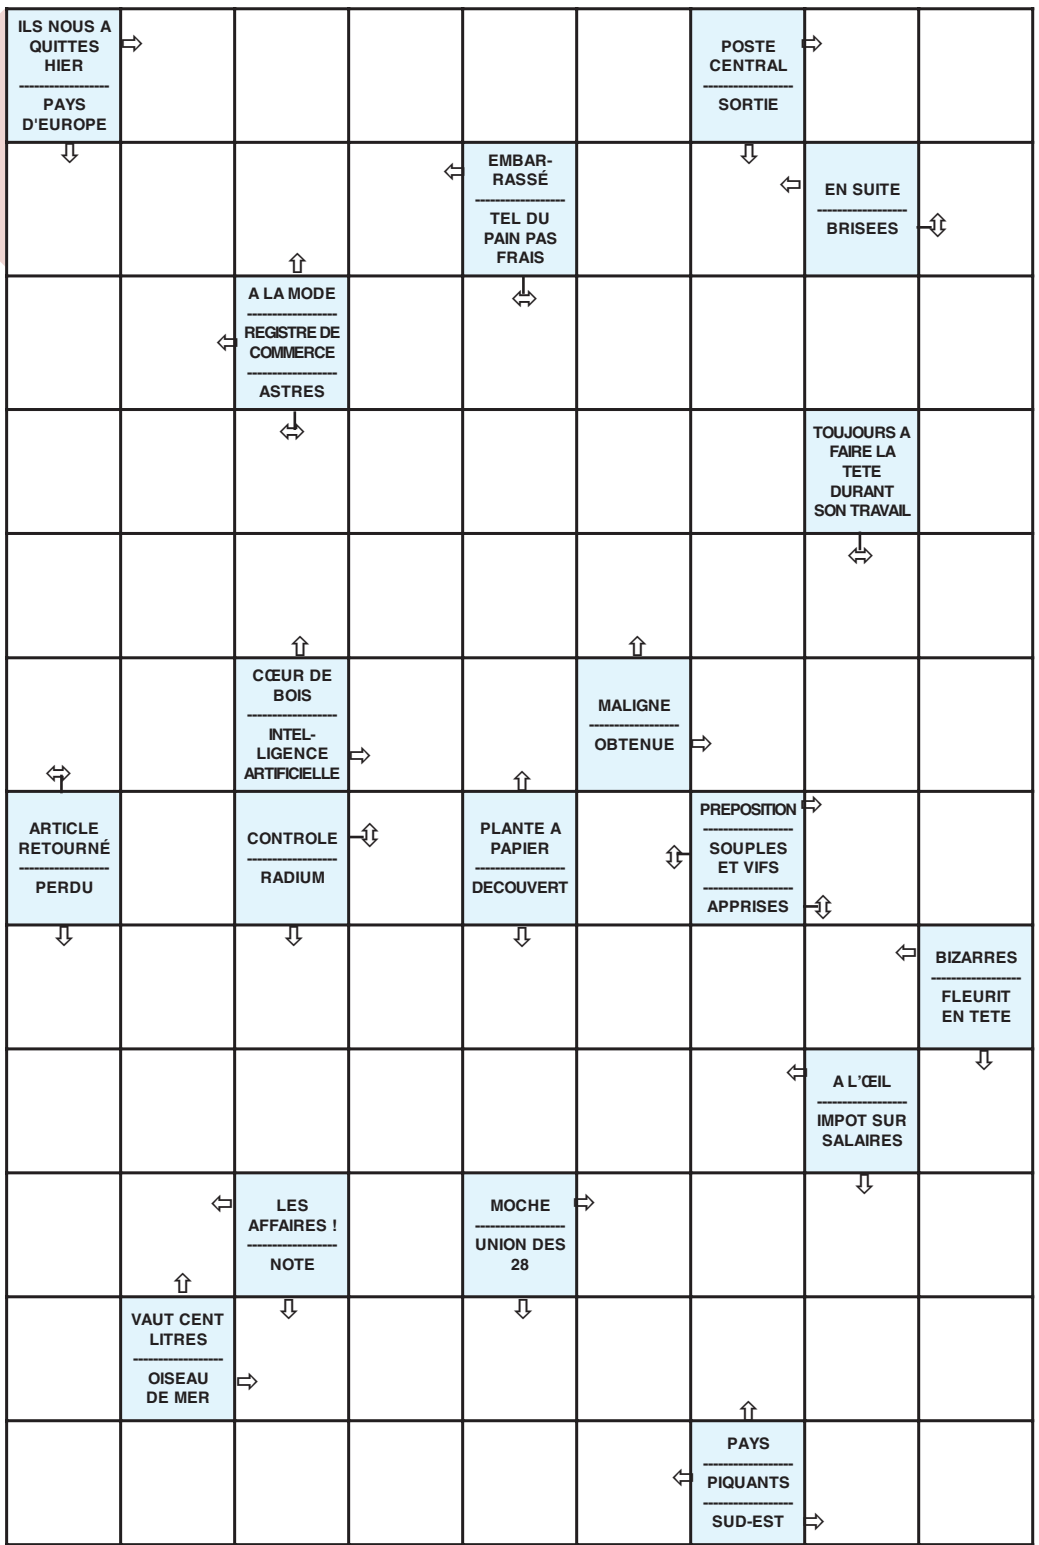 ILS NOUS A
QUITTES
HIER
PAYS
D'EUROPE
POSTE
CENTRAL
SORTIE
EMBAR-
RASSÉ
TEL DU
PAIN PAS
FRAIS
EN SUITE
BRISEES
A LA MODE
REGISTRE DE
COMMERCE
ASTRES
TOUJOURS A
FAIRE LA
TETE
DURANT
SON TRAVAIL
CŒUR DE
BOIS
INTEL-
LIGENCE
ARTIFICIELLE
MALIGNE
OBTENUE
ARTICLE
RETOURNÉ
PERDU
CONTROLE
RADIUM
PLANTE A
PAPIER
DECOUVERT
PREPOSITION
SOUPLES
ET VIFS
APPRISES
BIZARRES
FLEURIT
EN TETE
A L'ŒIL
IMPOT SUR
SALAIRES
LES
AFFAIRES !
NOTE
MOCHE
UNION DES
28
VAUT CENT
LITRES
OISEAU
DE MER
PAYS
PIQUANTS
SUD-EST